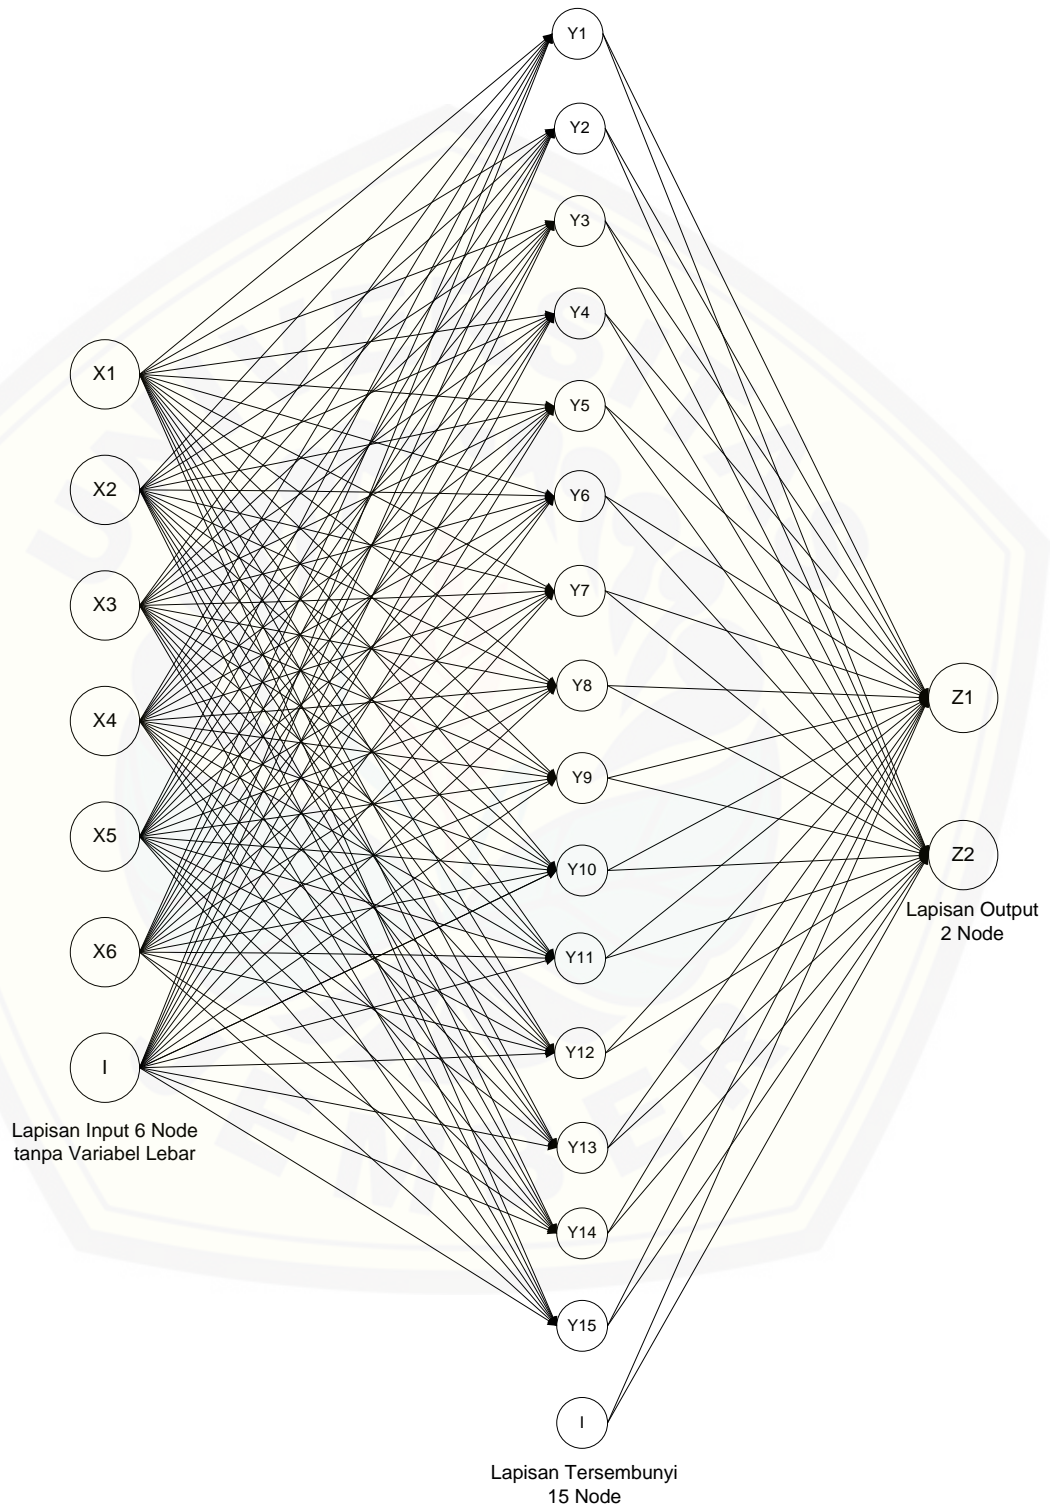 Y1
Y2
Y3
Y4
Y5
Y6
Y7
Y8
Y9
Y10
Y11
Y12
Y13
Y14
Y15
I
Lapisan Tersembunyi
15 Node
X1
X2
X3
X4
X5
X6
I
Lapisan Input 6 Node
tanpa Variabel Lebar
Z1
Z2
Lapisan Output
2 Node